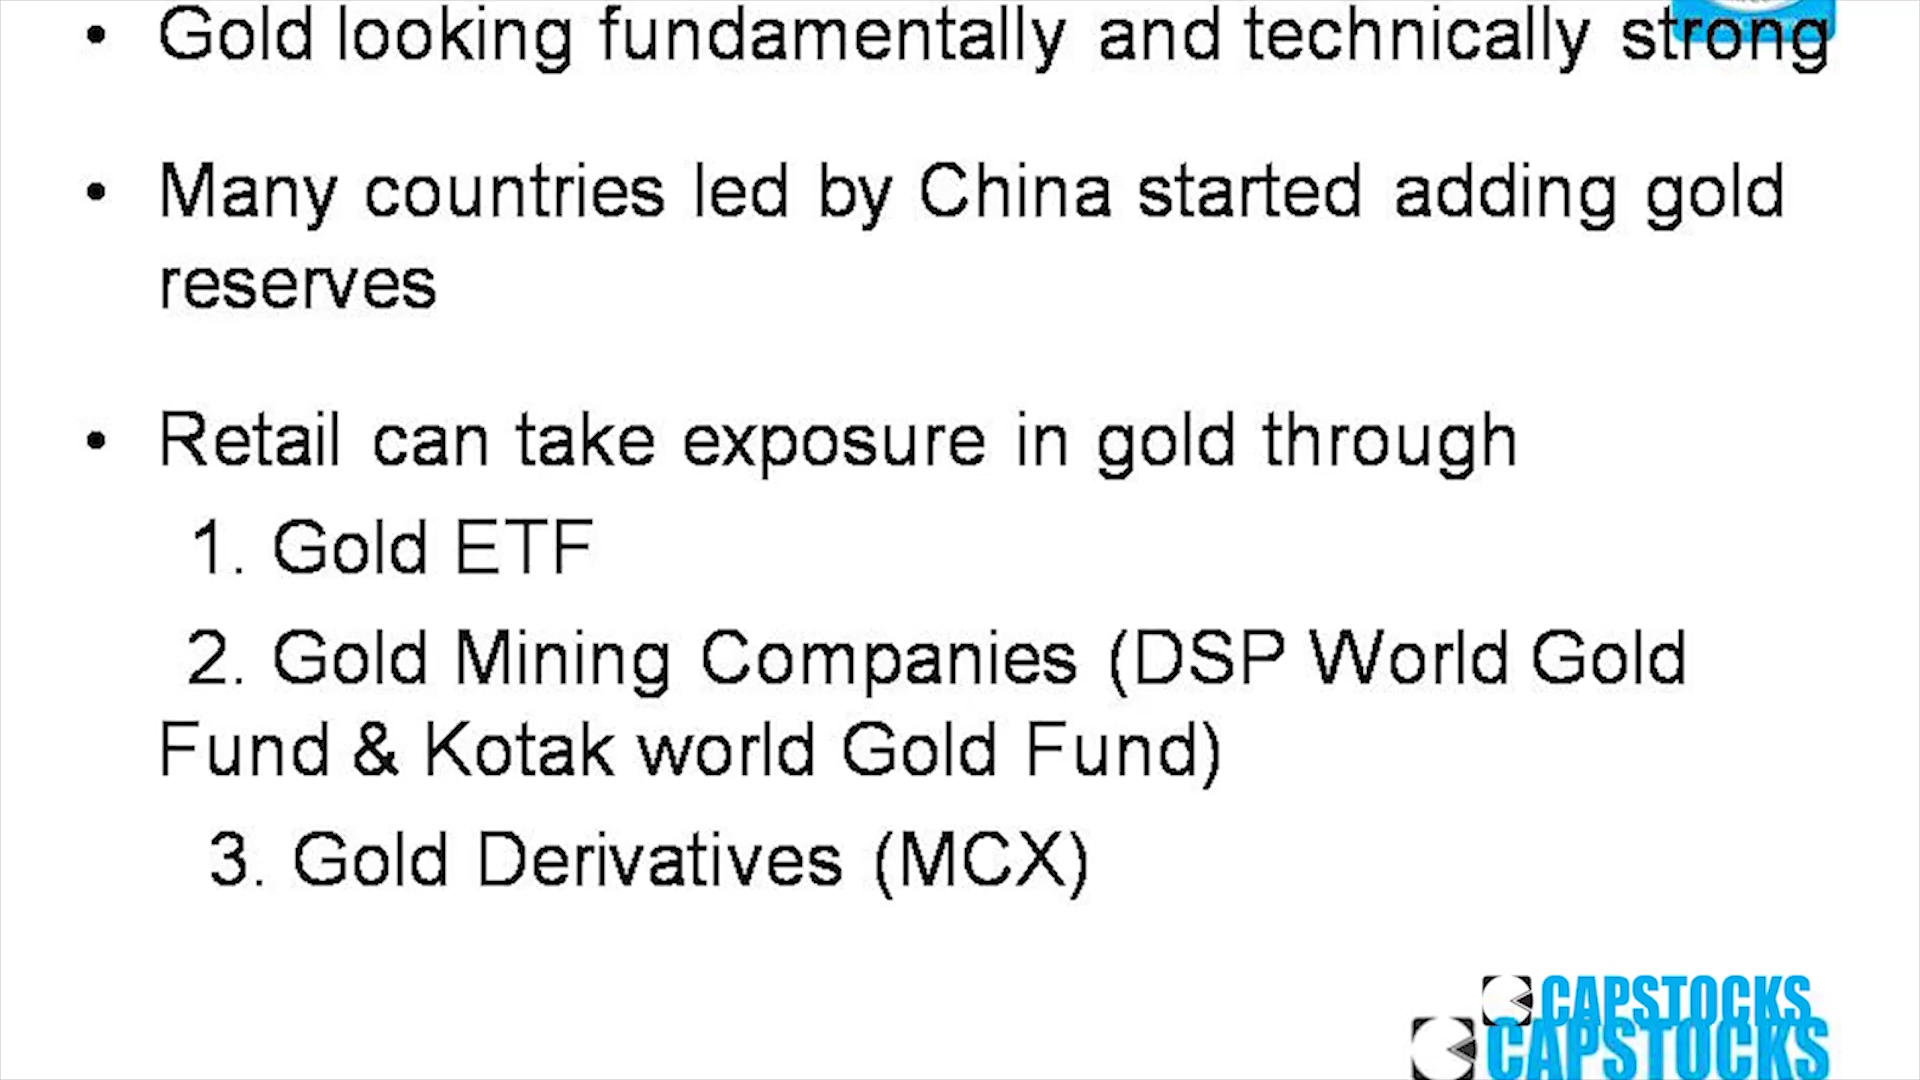 • Gold looking fundamentally and technically strong
• Many countries led by China started adding gold
reserves
• Retail can take exposure in gold through
1. Gold ETF
2. Gold Mining Companies (DSP World Gold
Fund & Kotak world Gold Fund)
3. Gold Derivatives (MCX)
CAPSTOCKS
CAPSTOCKS